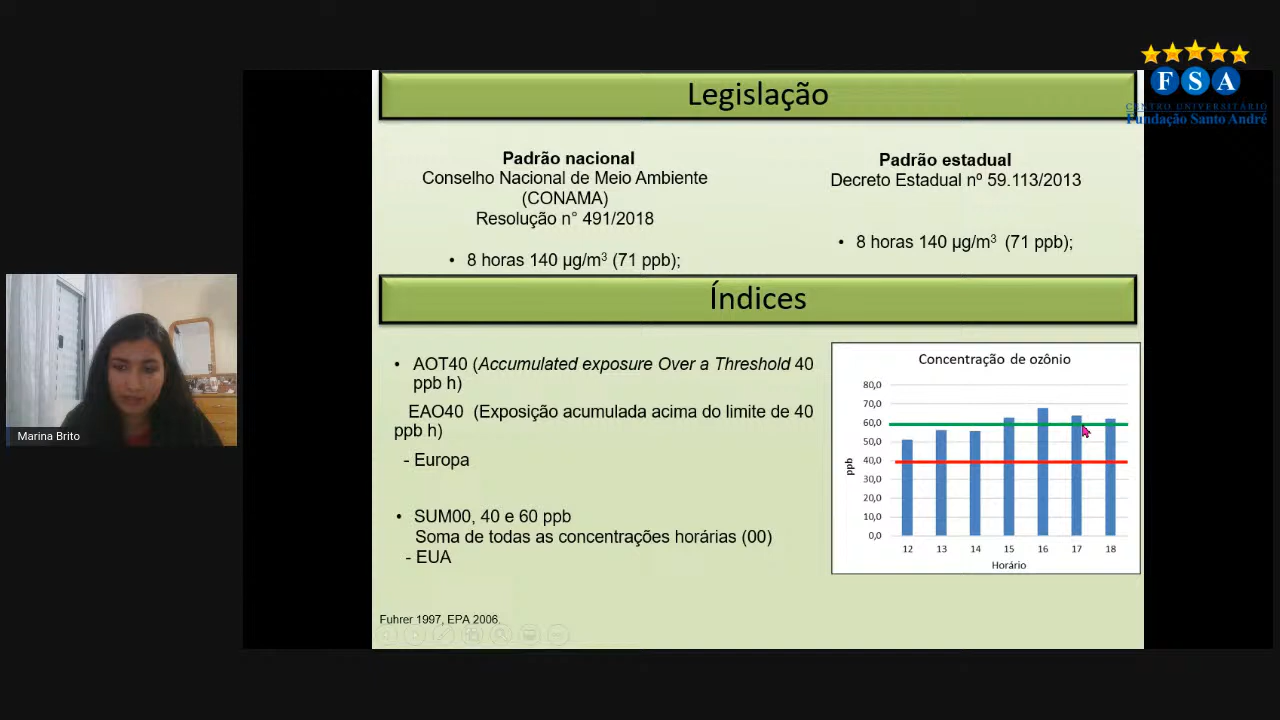 F S A
CENTRO UNIVERSITÁRIO
Fundação Santo André
Legislação
Padrão nacional
Conselho Nacional de Meio Ambiente
(CONAMA)
Resolução n° 491/2018
• 8 horas 140 µg/m³ (71 ppb);
Padrão estadual
Decreto Estadual nº 59.113/2013
• 8 horas 140 µg/m³ (71 ppb);
Índices
• AOT40 (Accumulated exposure Over a Threshold 40
ppb h)
EAO40 (Exposição acumulada acima do limite de 40
ppb h)
- Europa
• SUM00, 40 e 60 ppb
Soma de todas as concentrações horárias (00)
- EUA
Fuhrer 1997, EPA 2006.
Concentração de ozônio
80,0
70,0
60,0
50,0
40,0
30,0
20,0
10,0
0,0
ppb
12 13 14 15 16 17 18
Horário
Marina Brito